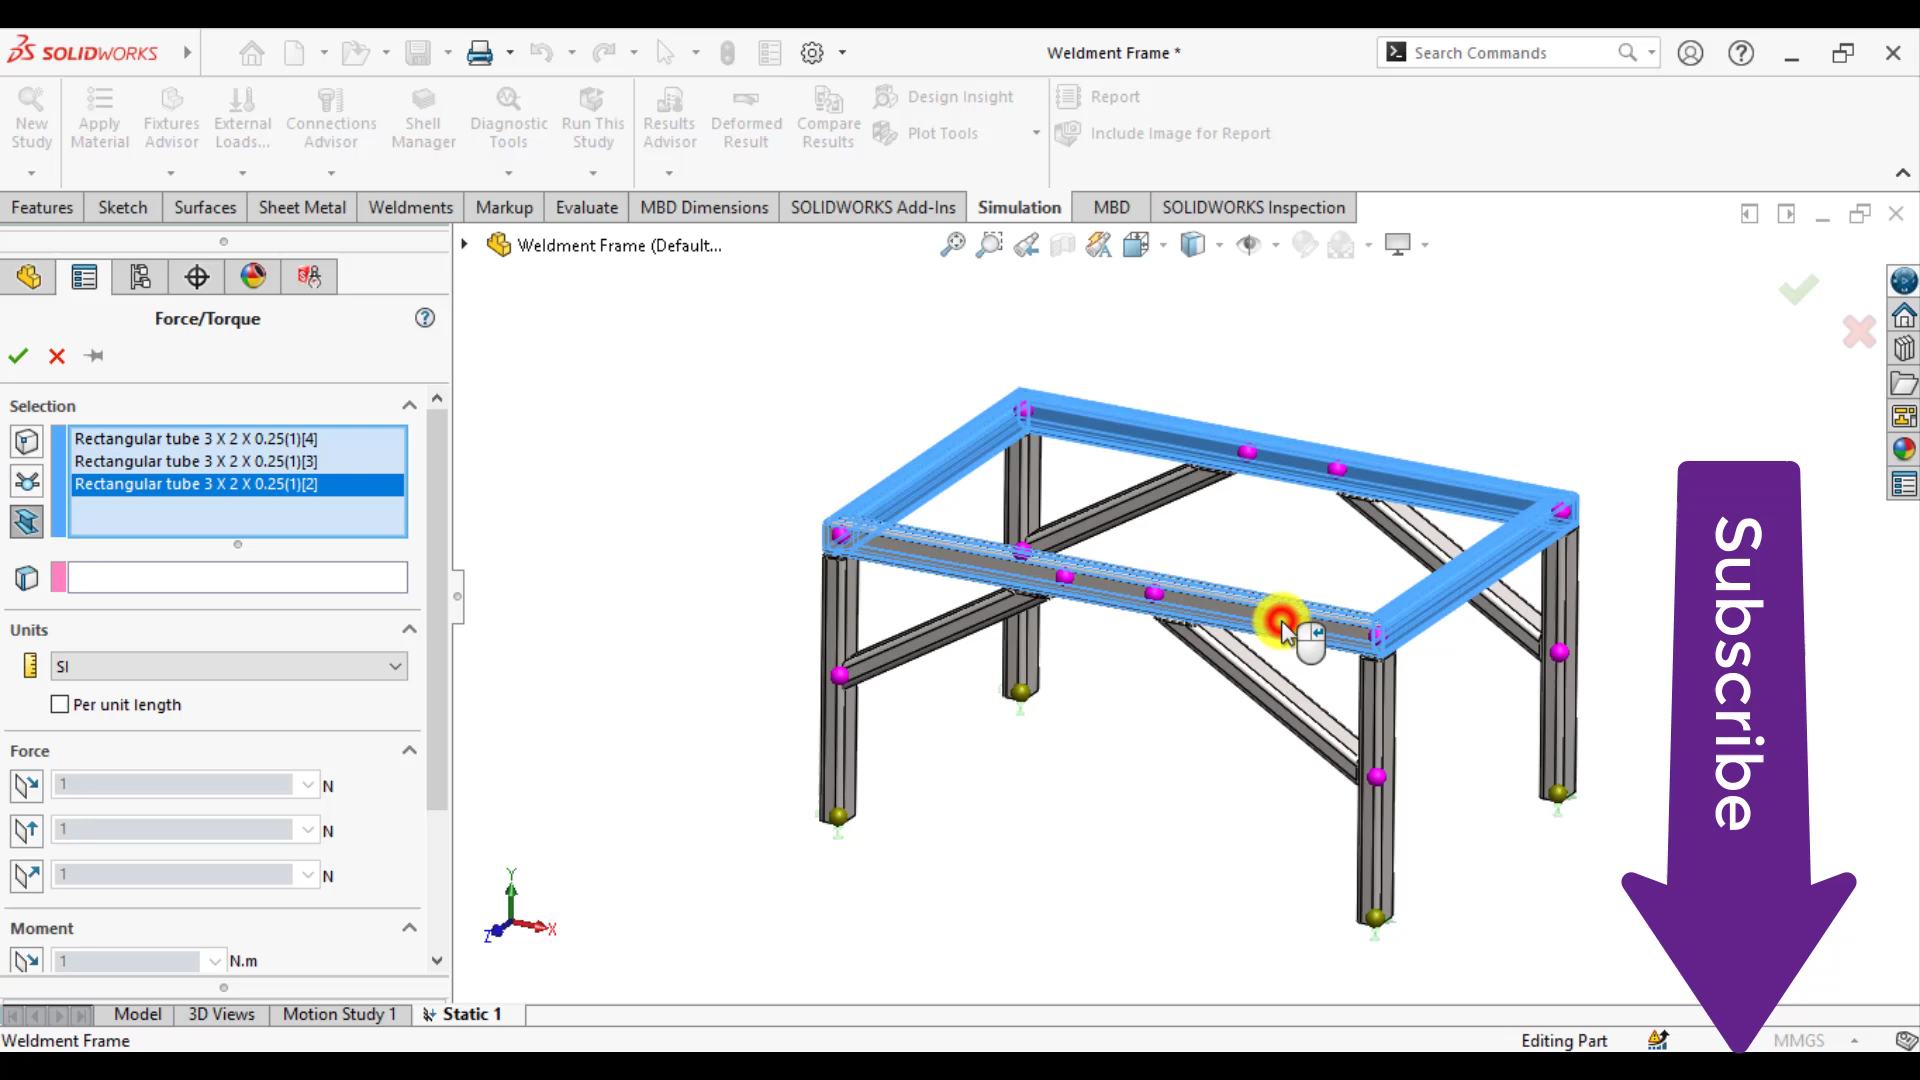 SOLIDWORKS
Weldment Frame *
Search Commands
New Study
Apply Material
Fixtures Advisor
External Loads...
Connections Advisor
Shell Manager
Diagnostic Tools
Run This Study
Results Advisor
Deformed Result
Compare Results
Design Insight
Plot Tools
Report
Include Image for Report
Features
Sketch
Surfaces
Sheet Metal
Weldments
Markup
Evaluate
MBD Dimensions
SOLIDWORKS Add-Ins
Simulation
MBD
SOLIDWORKS Inspection
Weldment Frame (Default...
Force/Torque
Selection
Rectangular tube 3 X 2 X 0.25(1)[4]
Rectangular tube 3 X 2 X 0.25(1)[3]
Rectangular tube 3 X 2 X 0.25(1)[2]
Units
SI
Per unit length
Force
1 N
1 N
1 N
Moment
1 N.m
Y
X
Z
Subscribe
Model
3D Views
Motion Study 1
Static 1
Weldment Frame
Editing Part
MMGS